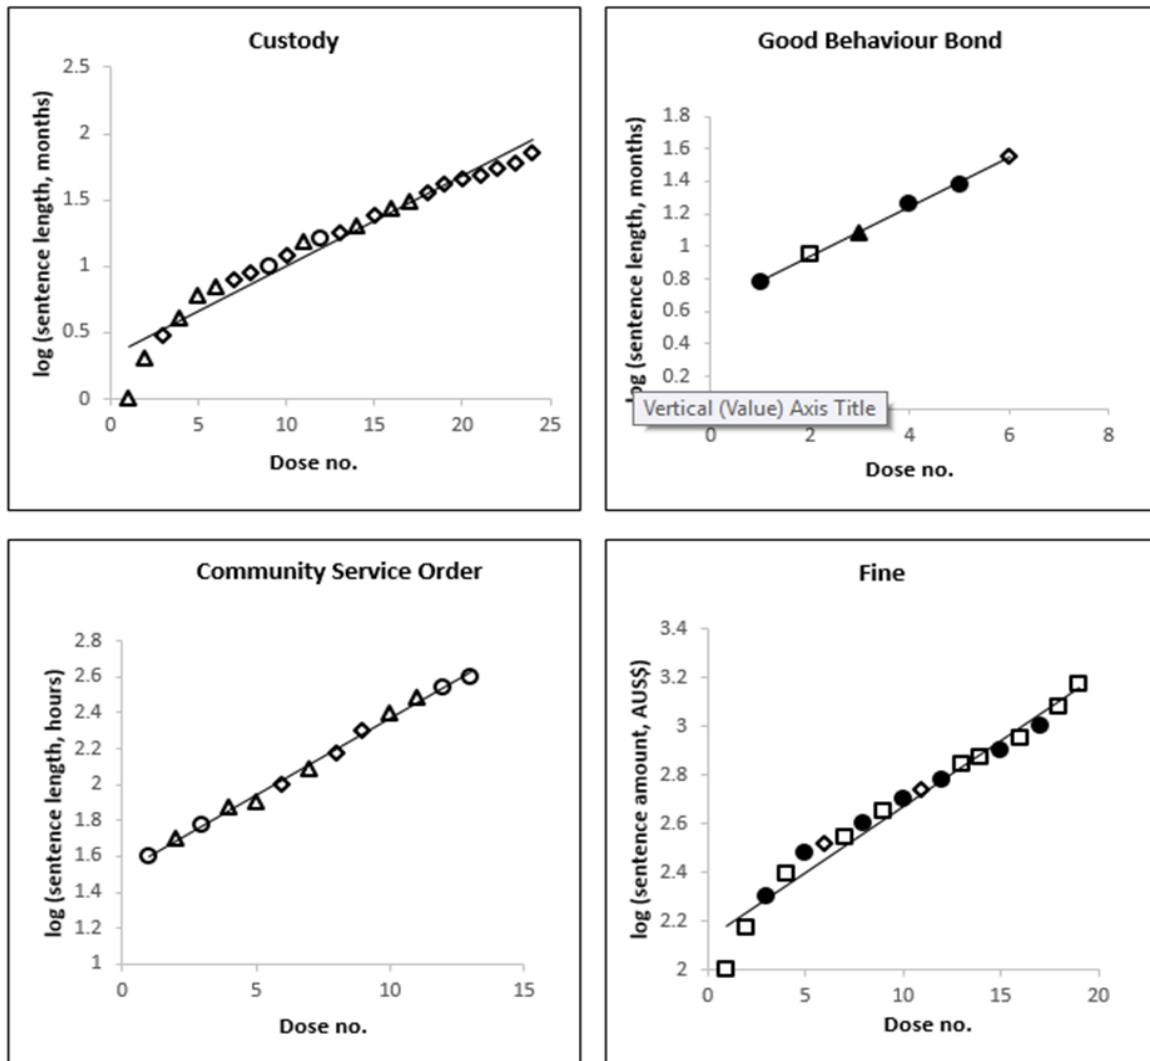 Custody
log (sentence length, months)
2.5
2
1.5
1
0.5
0
0 5 10 15 20 25
Dose no.
Good Behaviour Bond
log (sentence length, months)
1.8
1.6
1.4
1.2
1
0.8
0.6
0.4
0.2
Vertical (Value) Axis Title
0 2 4 6 8
Dose no.
Community Service Order
log (sentence length, hours)
2.8
2.6
2.4
2.2
2
1.8
1.6
1.4
1.2
1
0 5 10 15
Dose no.
Fine
log (sentence amount, AUS$)
3.4
3.2
3
2.8
2.6
2.4
2.2
2
0 5 10 15 20
Dose no.